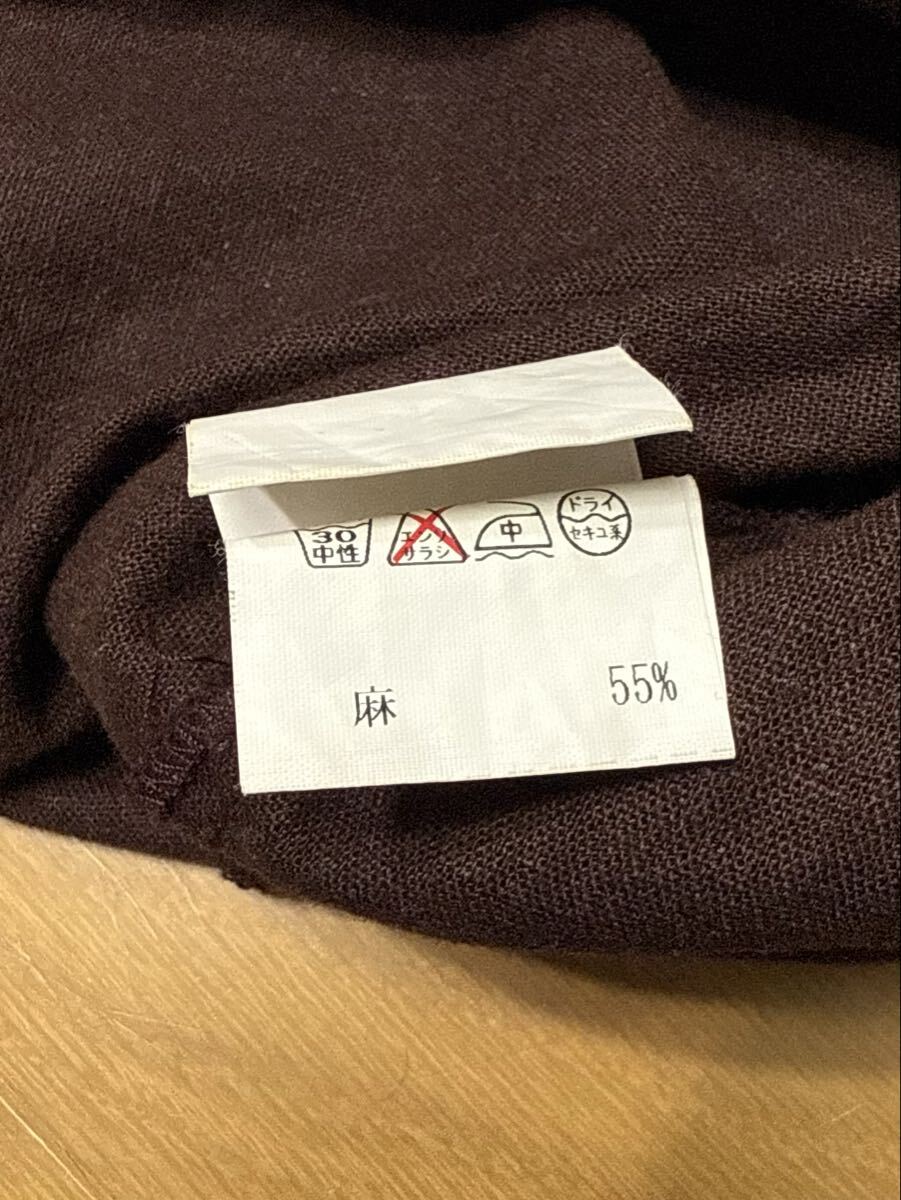 30 中性
エンソ サラシ
中
ドライ セキユ系
麻 55%